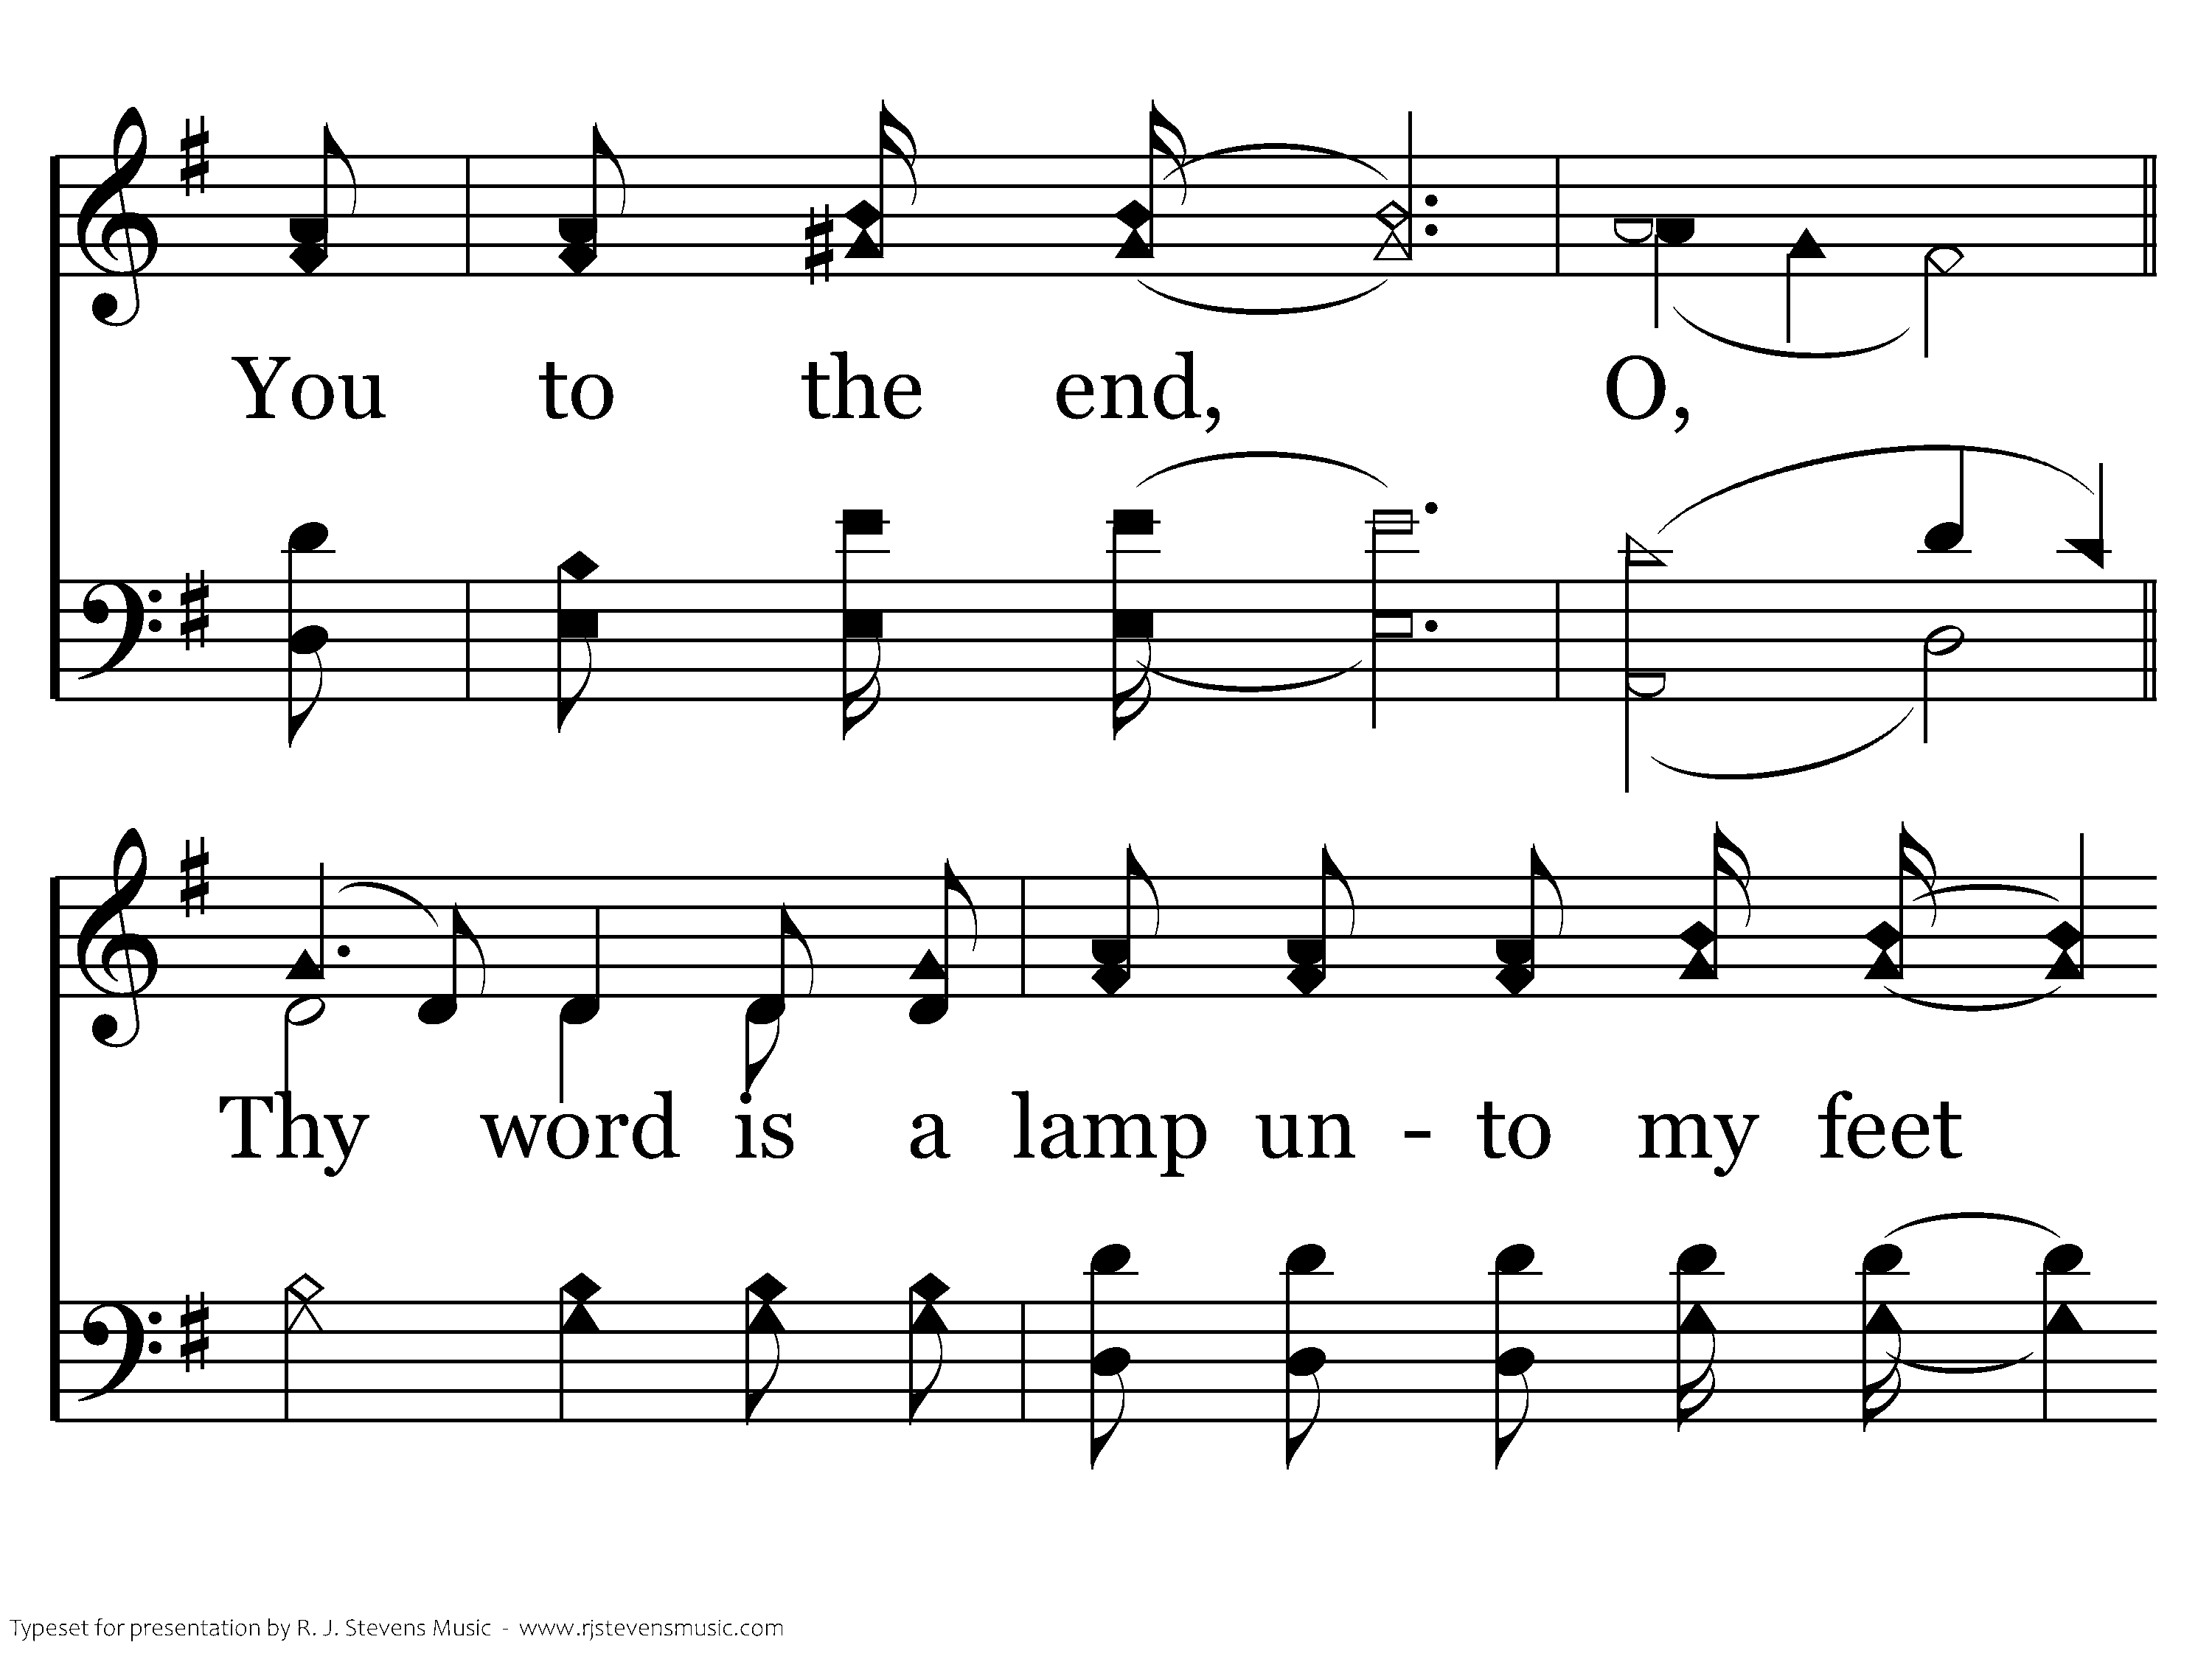 You to the end, O,
Thy word is a lamp un - to my feet
Typeset for presentation by R. J. Stevens Music - www.rjstevensmusic.com